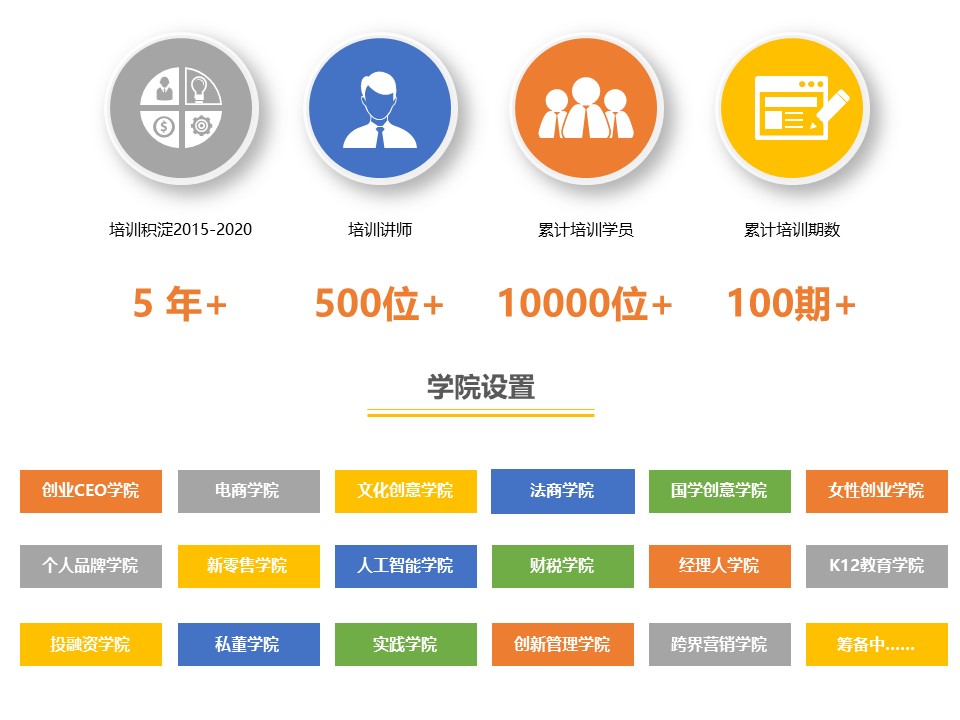 $
培训积淀2015-2020
培训讲师
累计培训学员
累计培训期数
5 年+
500位+
10000位+
100期+
学院设置
创业CEO学院
电商学院
文化创意学院
法商学院
国学创意学院
女性创业学院
个人品牌学院
新零售学院
人工智能学院
财税学院
经理人学院
K12教育学院
投融资学院
私董学院
实践学院
创新管理学院
跨界营销学院
筹备中......